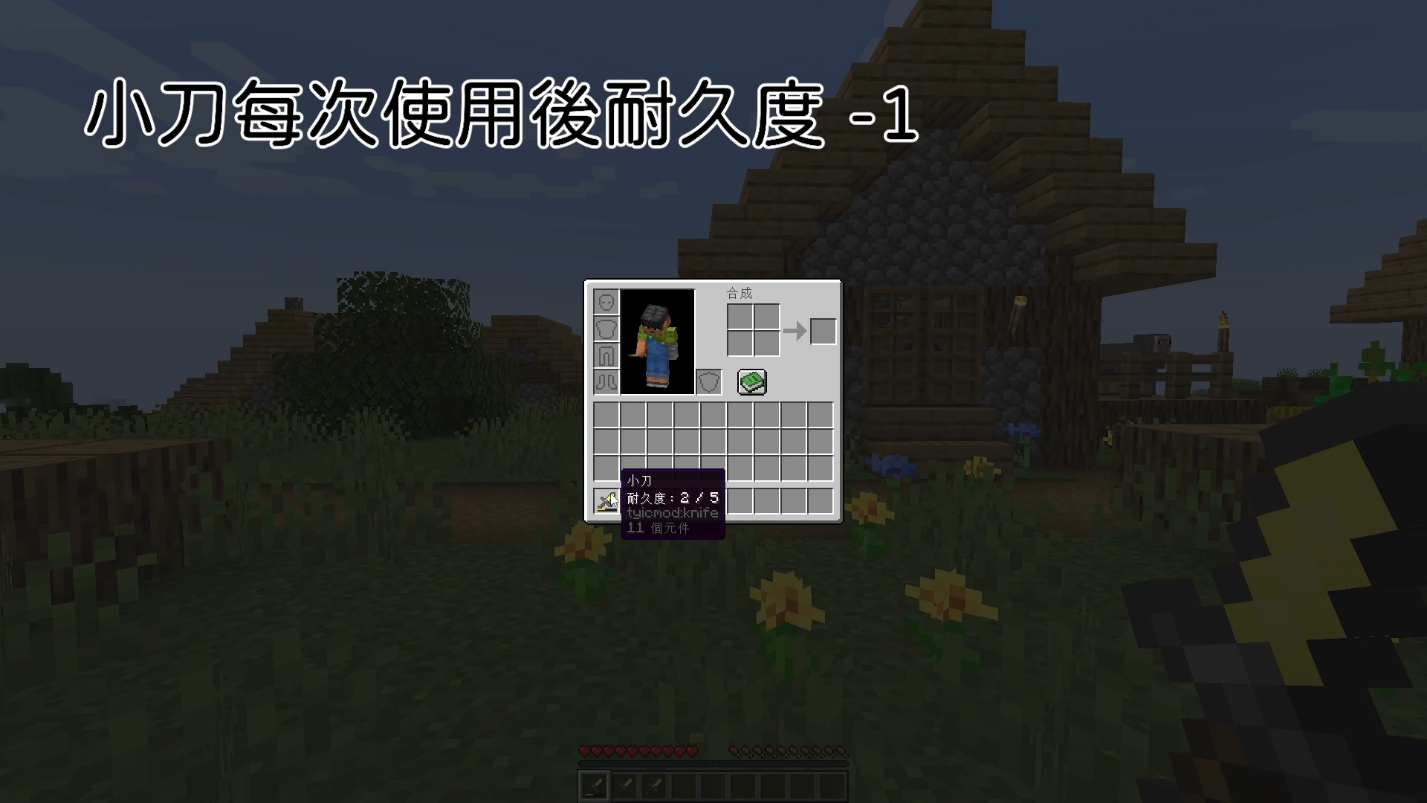 小刀每次使用後耐久度 -1
合成
小刀
耐久度：2 / 5
tyicmod:knife
11 個元件